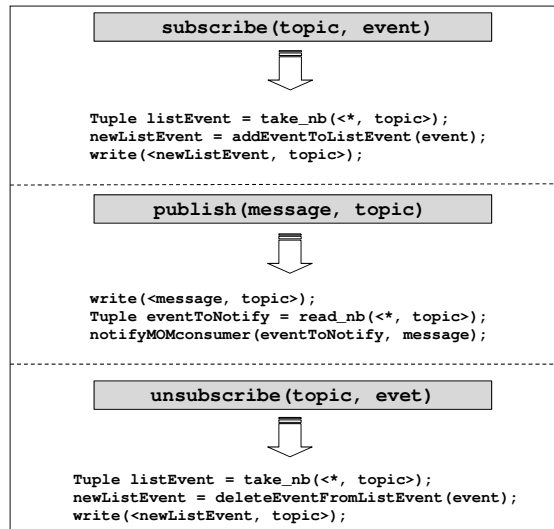 subscribe(topic, event)
Tuple listEvent = take_nb(<*, topic>);
newListEvent = addEventToListEvent(event);
write(<newListEvent, topic>);
publish(message, topic)
write(<message, topic>);
Tuple eventToNotify = read_nb(<*, topic>);
notifyMOMconsumer(eventToNotify, message);
unsubscribe(topic, evet)
Tuple listEvent = take_nb(<*, topic>);
newListEvent = deleteEventFromListEvent(event);
write(<newListEvent, topic>);